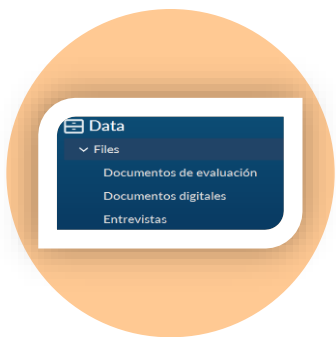 Data
Files
Documentos de evaluación
Documentos digitales
Entrevistas